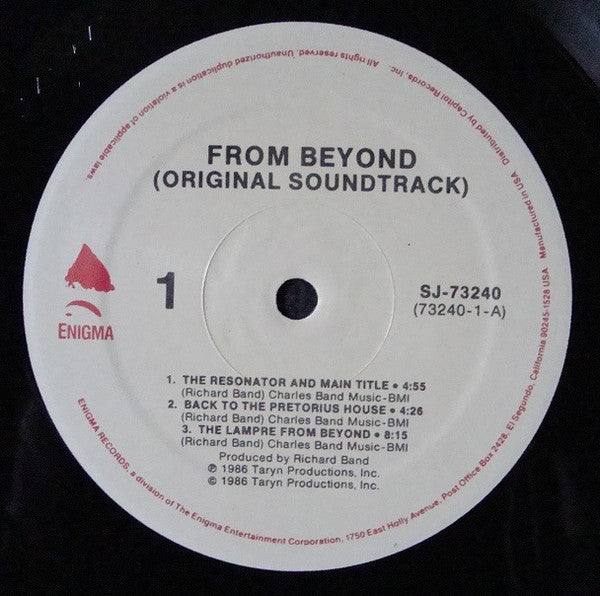 FROM BEYOND
(ORIGINAL SOUNDTRACK)
1
SJ-73240
(73240-1-A)
ENIGMA
1. THE RESONATOR AND MAIN TITLE • 4:55
(Richard Band) Charles Band Music-BMI
2. BACK TO THE PRETORIUS HOUSE • 4:26
(Richard Band) Charles Band Music-BMI
3. THE LAMPRE FROM BEYOND • 8:15
(Richard Band) Charles Band Music-BMI
Produced by Richard Band
℗ 1986 Taryn Productions, Inc.
© 1986 Taryn Productions, Inc.
ENIGMA RECORDS, a division of The Enigma Entertainment Corporation, 1750 East Holly Avenue, Post Office Box 2428, El Segundo, California 90245-1528 USA · Manufactured in USA · Distributed by Capitol Records, Inc. All rights reserved. Unauthorized duplication is a violation of applicable laws.